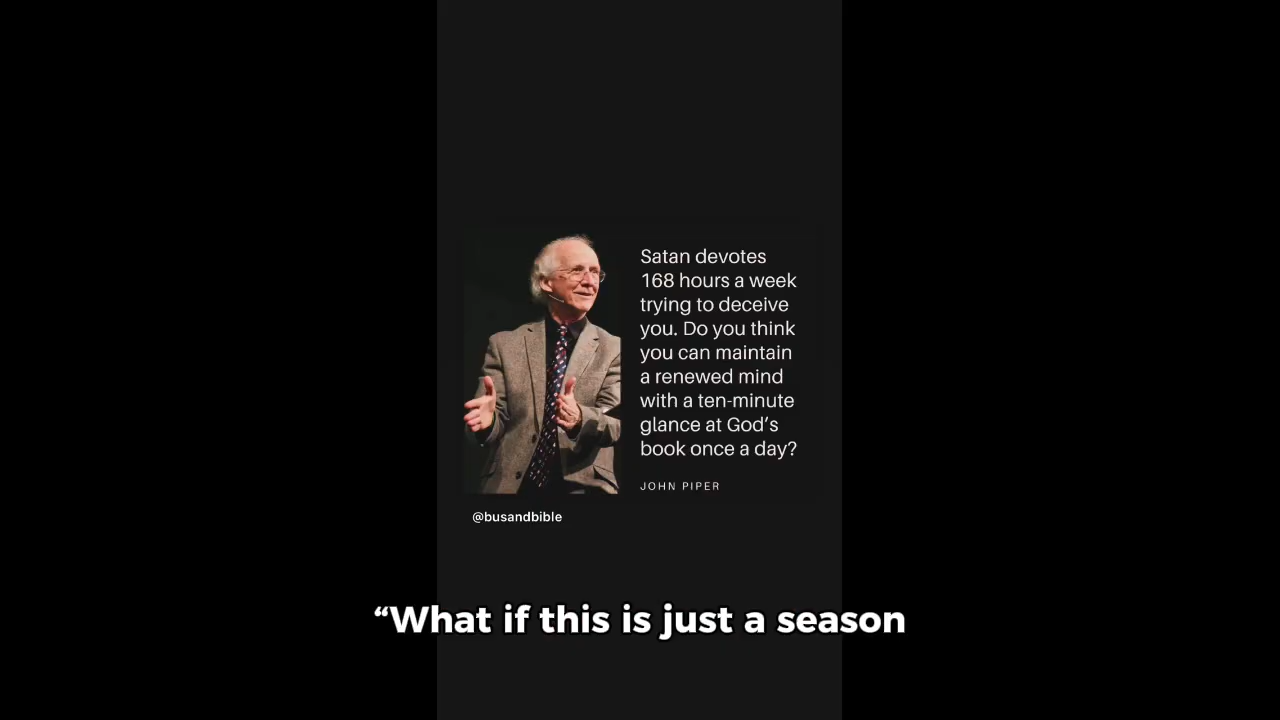 Satan devotes
168 hours a week
trying to deceive
you. Do you think
you can maintain
a renewed mind
with a ten-minute
glance at God’s
book once a day?
JOHN PIPER
@busandbible
“What if this is just a season